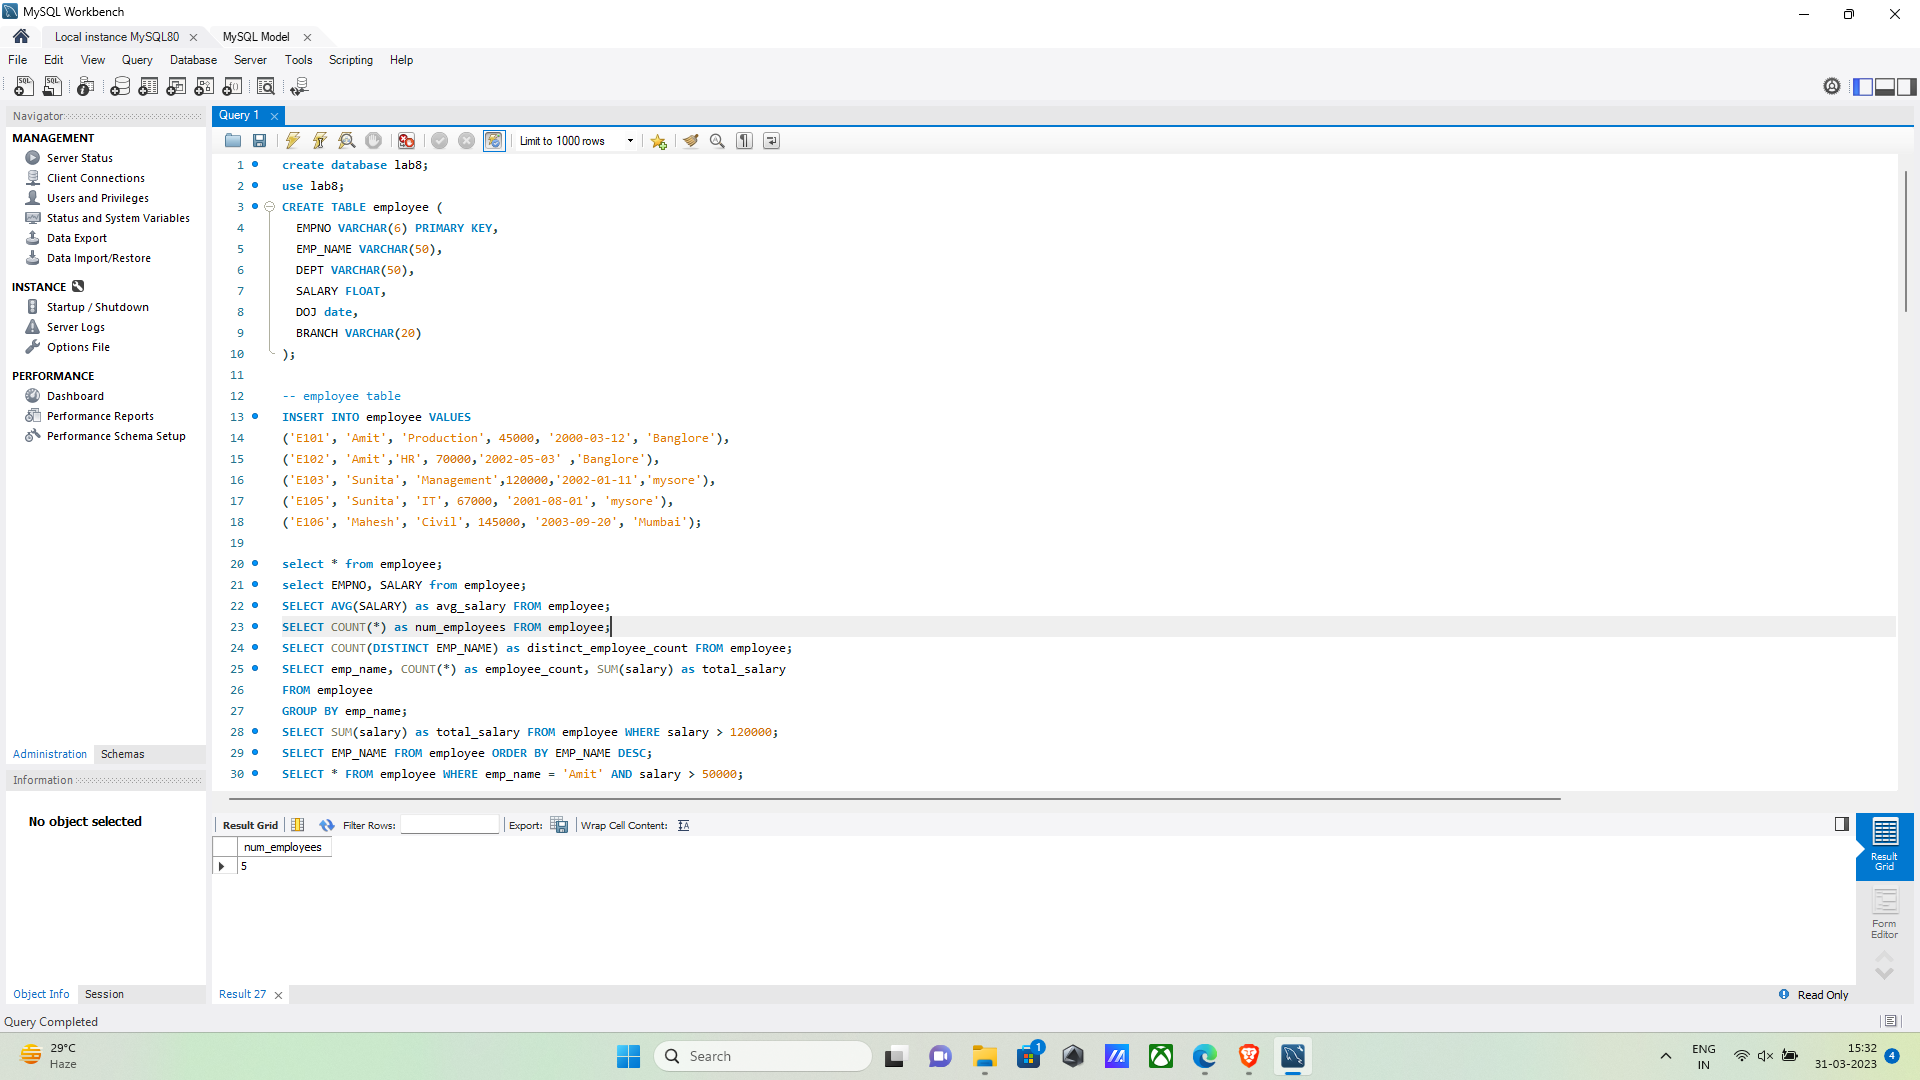 MySQL Workbench
Local instance MySQL80
MySQL Model
File Edit View Query Database Server Tools Scripting Help
Navigator
MANAGEMENT
Server Status
Client Connections
Users and Privileges
Status and System Variables
Data Export
Data Import/Restore
INSTANCE
Startup / Shutdown
Server Logs
Options File
PERFORMANCE
Dashboard
Performance Reports
Performance Schema Setup
Administration Schemas
Information
No object selected
Object Info Session
Query 1
Limit to 1000 rows
1 create database lab8;
2 use lab8;
3 CREATE TABLE employee (
4 EMPNO VARCHAR(6) PRIMARY KEY,
5 EMP_NAME VARCHAR(50),
6 DEPT VARCHAR(50),
7 SALARY FLOAT,
8 DOJ date,
9 BRANCH VARCHAR(20)
10 );
11
12 -- employee table
13 INSERT INTO employee VALUES
14 ('E101', 'Amit', 'Production', 45000, '2000-03-12', 'Banglore'),
15 ('E102', 'Amit','HR', 70000,'2002-05-03' ,'Banglore'),
16 ('E103', 'Sunita', 'Management',120000,'2002-01-11','mysore'),
17 ('E105', 'Sunita', 'IT', 67000, '2001-08-01', 'mysore'),
18 ('E106', 'Mahesh', 'Civil', 145000, '2003-09-20', 'Mumbai');
19
20 select * from employee;
21 select EMPNO, SALARY from employee;
22 SELECT AVG(SALARY) as avg_salary FROM employee;
23 SELECT COUNT(*) as num_employees FROM employee;
24 SELECT COUNT(DISTINCT EMP_NAME) as distinct_employee_count FROM employee;
25 SELECT emp_name, COUNT(*) as employee_count, SUM(salary) as total_salary
26 FROM employee
27 GROUP BY emp_name;
28 SELECT SUM(salary) as total_salary FROM employee WHERE salary > 120000;
29 SELECT EMP_NAME FROM employee ORDER BY EMP_NAME DESC;
30 SELECT * FROM employee WHERE emp_name = 'Amit' AND salary > 50000;
Result Grid Filter Rows: Export: Wrap Cell Content:
num_employees
5
Result Grid
Form Editor
Result 27
Read Only
Query Completed
29°C
Haze
Search
1
ENG
IN
15:32
31-03-2023
4